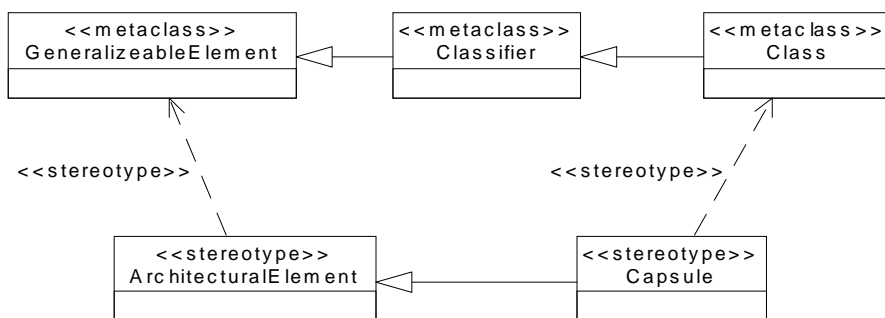 <<metaclass>>
GeneralizeableElement
<<metaclass>>
Classifier
<<metaclass>>
Class
<<stereotype>>
<<stereotype>>
<<stereotype>>
ArchitecturalElement
<<stereotype>>
Capsule